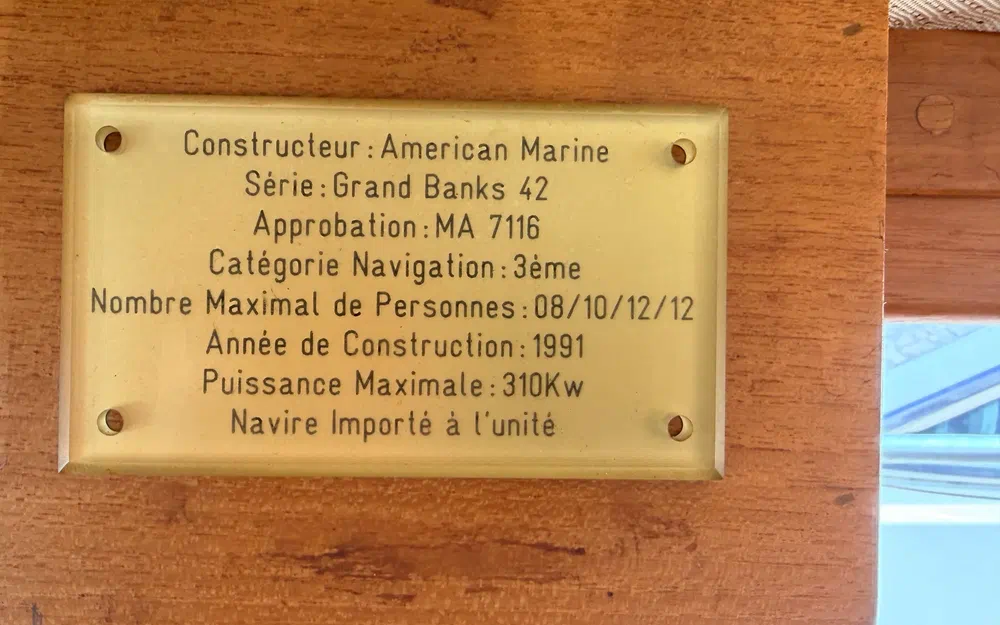 Constructeur : American Marine
Série : Grand Banks 42
Approbation : MA 7116
Catégorie Navigation : 3ème
Nombre Maximal de Personnes : 08/10/12/12
Année de Construction : 1991
Puissance Maximale : 310Kw
Navire Importé à l'unité